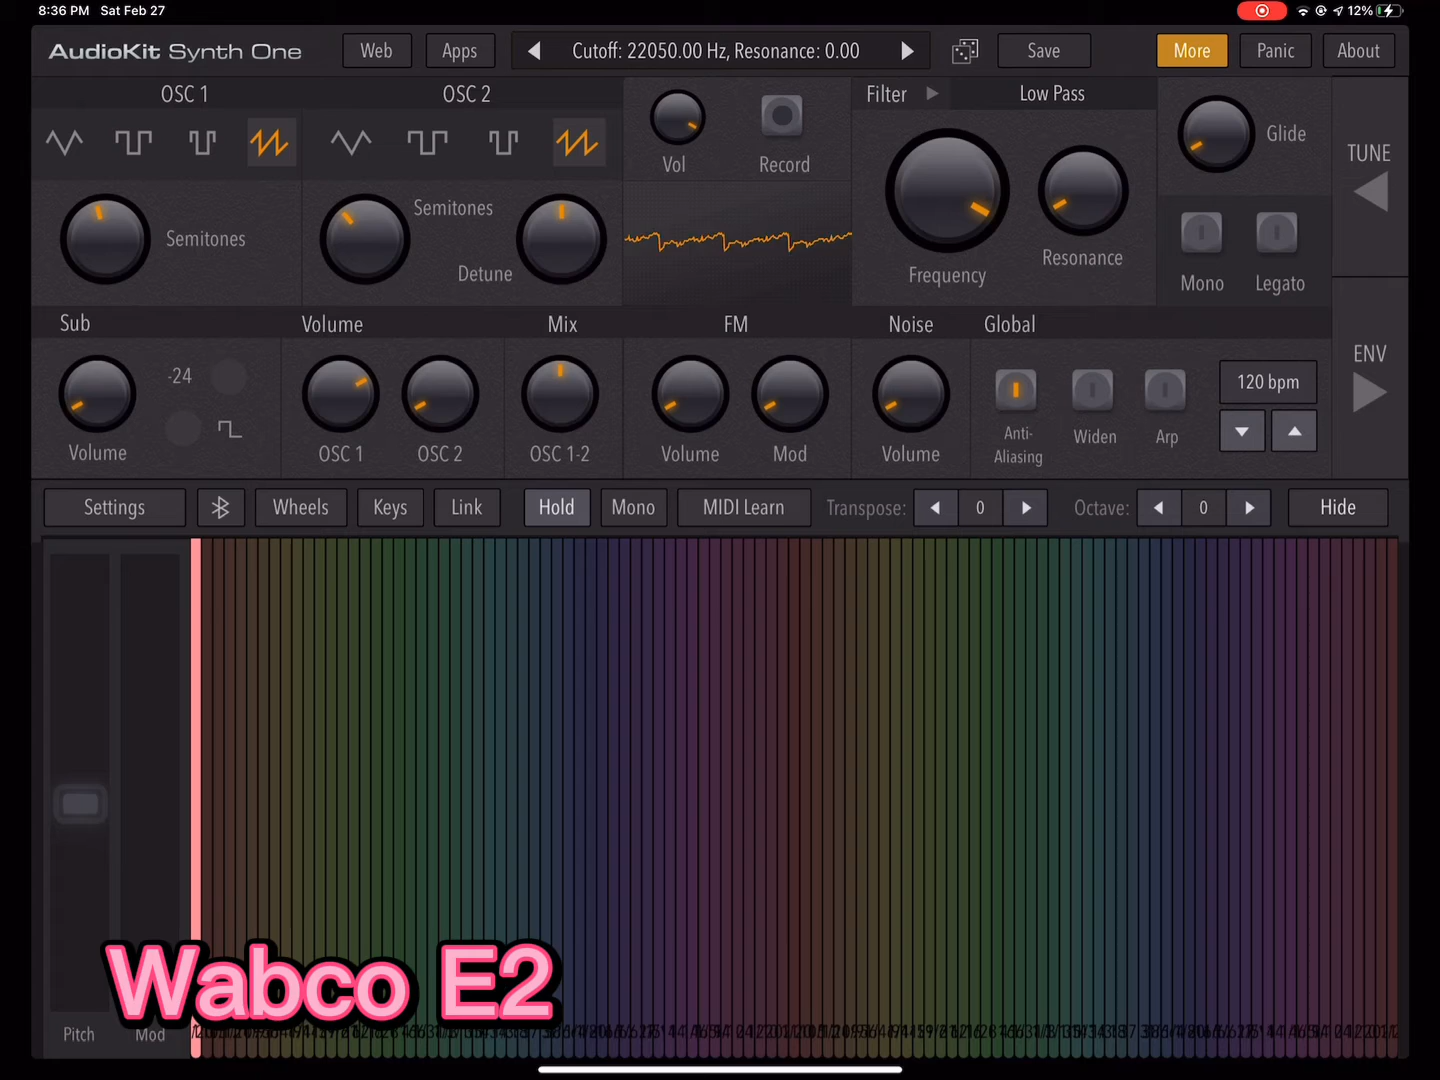 8:36 PM Sat Feb 27
12%
AudioKit Synth One
Web
Apps
Cutoff: 22050.00 Hz, Resonance: 0.00
Save
More
Panic
About
OSC 1
OSC 2
Vol
Record
Filter
Low Pass
Glide
TUNE
Semitones
Semitones
Detune
Frequency
Resonance
Mono
Legato
Sub
Volume
Mix
FM
Noise
Global
ENV
-24
120 bpm
Volume
OSC 1
OSC 2
OSC 1-2
Volume
Mod
Volume
Anti-
Aliasing
Widen
Arp
Settings
Wheels
Keys
Link
Hold
Mono
MIDI Learn
Transpose:
0
Octave:
0
Hide
Wabco E2
Pitch
Mod